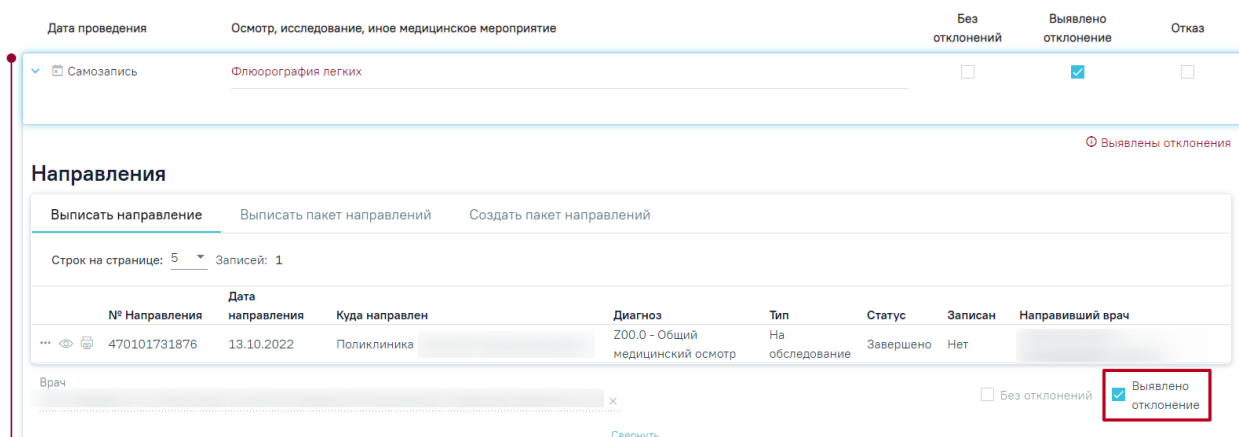 Дата проведения Осмотр, исследование, иное медицинское мероприятие Без отклонений Выявлено отклонение Отказ
Самозапись Флюорография легких
Выявлены отклонения
Направления
Выписать направление Выписать пакет направлений Создать пакет направлений
Строк на странице: 5 Записей: 1
№ Направления Дата направления Куда направлен Диагноз Тип Статус Записан Направивший врач
470101731876 13.10.2022 Поликлиника Z00.0 - Общий медицинский осмотр На обследование Завершено Нет
Врач
Без отклонений Выявлено отклонение
Свернуть